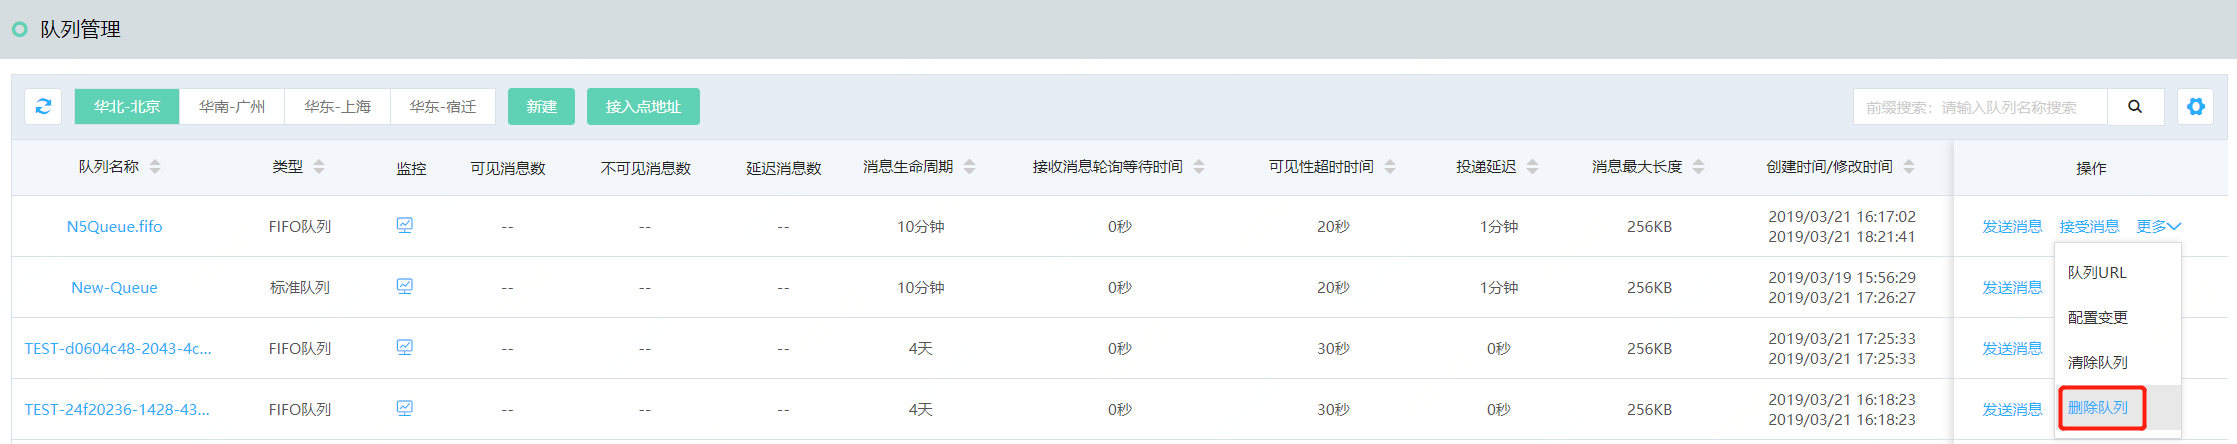 队列管理
华北-北京 华南-广州 华东-上海 华东-宿迁 新建 接入点地址 前缀搜索：请输入队列名称搜索
队列名称 类型 监控 可见消息数 不可见消息数 延迟消息数 消息生命周期 接收消息轮询等待时间 可见性超时时间 投递延迟 消息最大长度 创建时间/修改时间 操作
N5Queue.fifo FIFO队列 -- -- -- 10分钟 0秒 20秒 1分钟 256KB 2019/03/21 16:17:02 发送消息 接受消息 更多
2019/03/21 18:21:41
队列URL
New-Queue 标准队列 -- -- -- 10分钟 0秒 20秒 1分钟 256KB 2019/03/19 15:56:29 发送消息
2019/03/21 17:26:27
配置变更
TEST-d0604c48-2043-4c... FIFO队列 -- -- -- 4天 0秒 30秒 0秒 256KB 2019/03/21 17:25:33 发送消息
2019/03/21 17:25:33
清除队列
TEST-24f20236-1428-43... FIFO队列 -- -- -- 4天 0秒 30秒 0秒 256KB 2019/03/21 16:18:23 发送消息
2019/03/21 16:18:23
删除队列